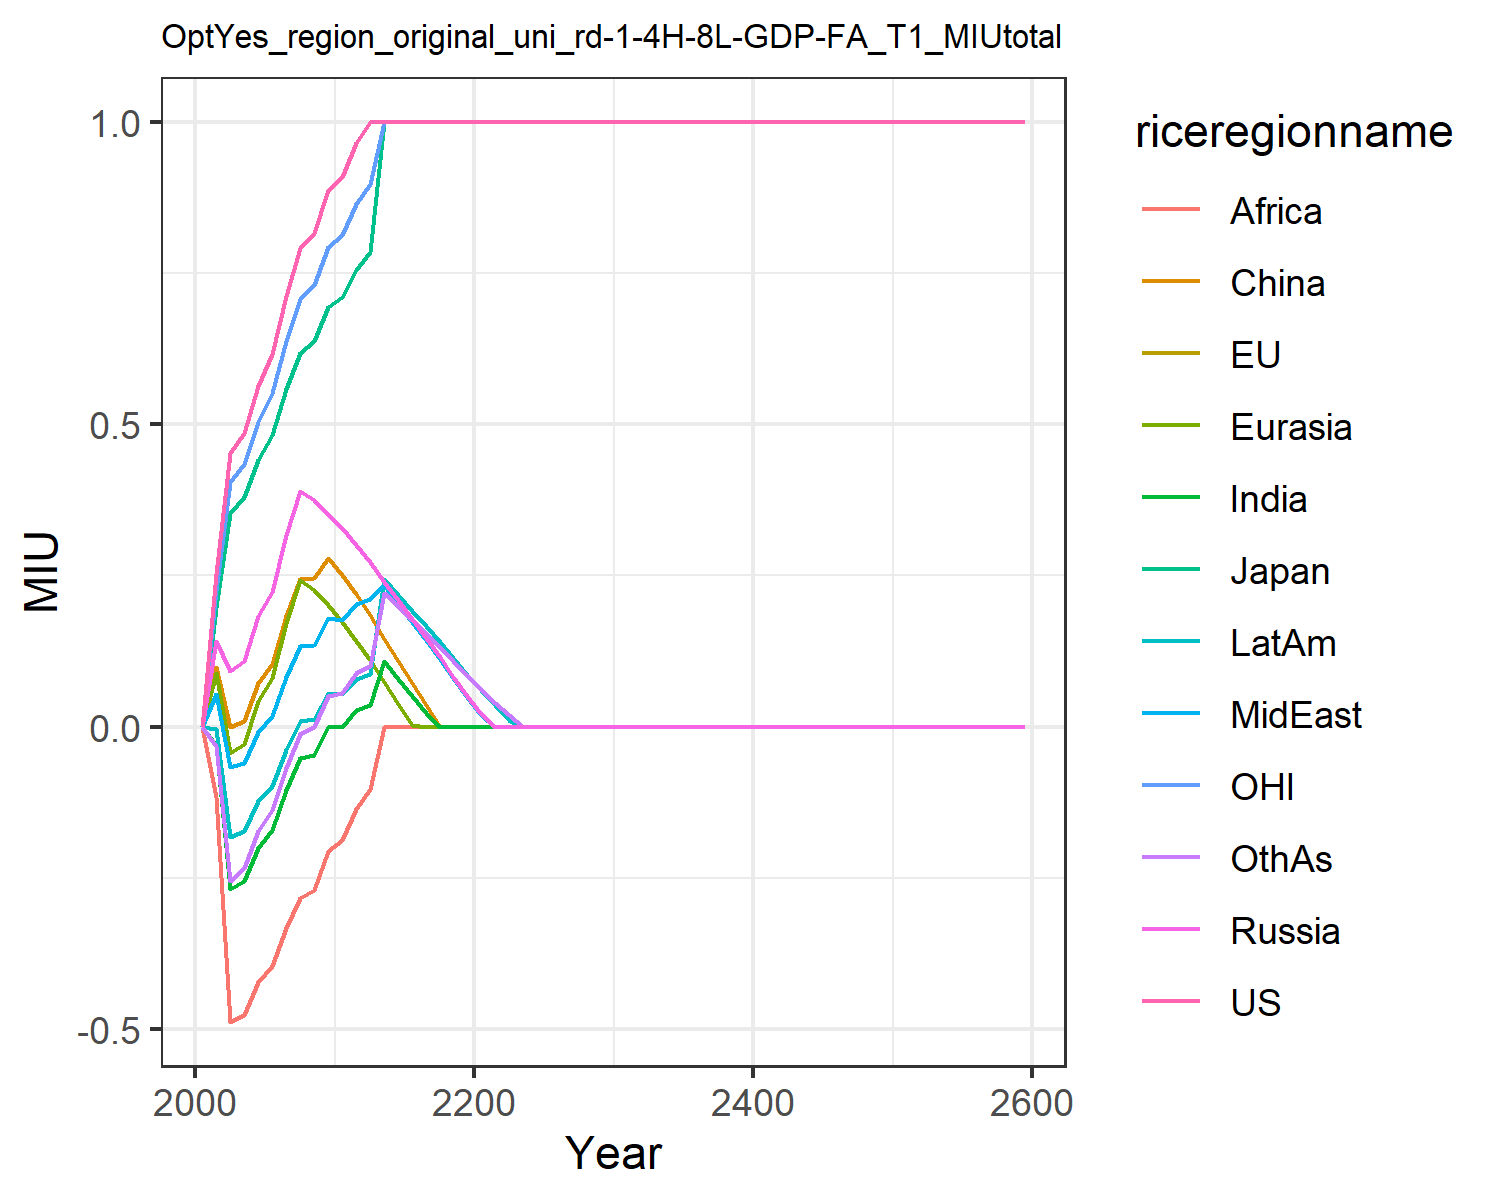 OptYes_region_original_uni_rd-1-4H-8L-GDP-FA_T1_MIUtotal
1.0
0.5
0.0
-0.5
MIU
2000 2200 2400 2600
Year
riceregionname
Africa
China
EU
Eurasia
India
Japan
LatAm
MidEast
OHI
OthAs
Russia
US